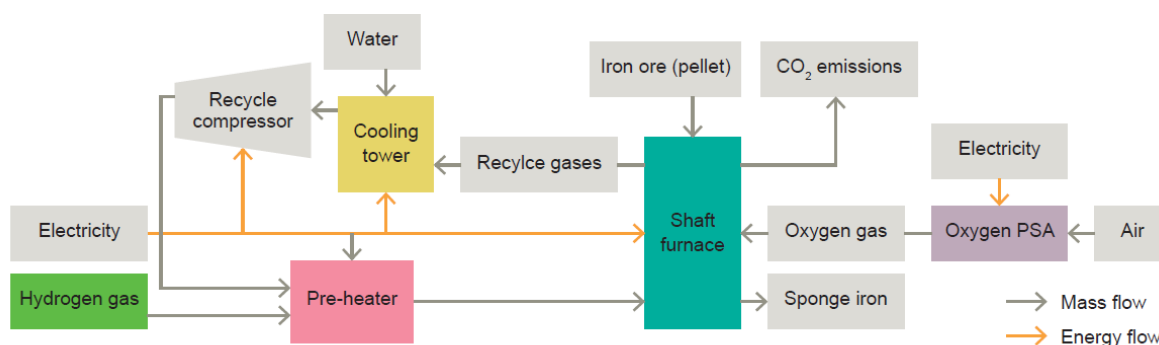 Water
Iron ore (pellet)
CO₂ emissions
Recycle
compressor
Cooling
tower
Recylce gases
Electricity
Electricity
Shaft
furnace
Oxygen gas
Oxygen PSA
Air
Hydrogen gas
Pre-heater
Sponge iron
Mass flow
Energy flow